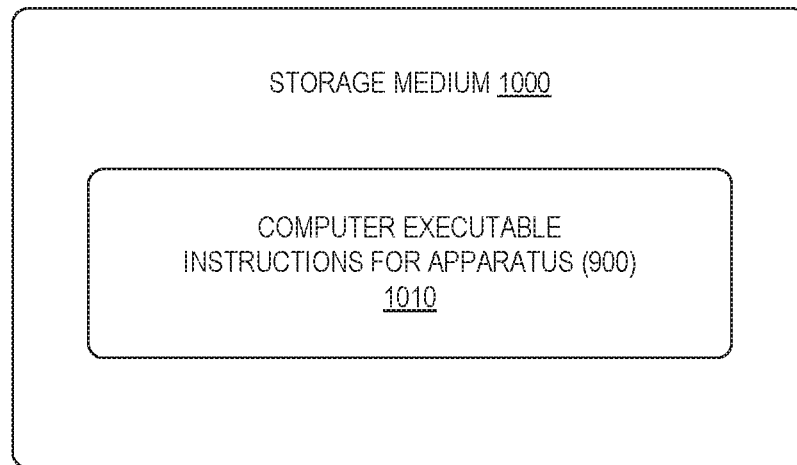 STORAGE MEDIUM 1000
COMPUTER EXECUTABLE
INSTRUCTIONS FOR APPARATUS (900)
1010